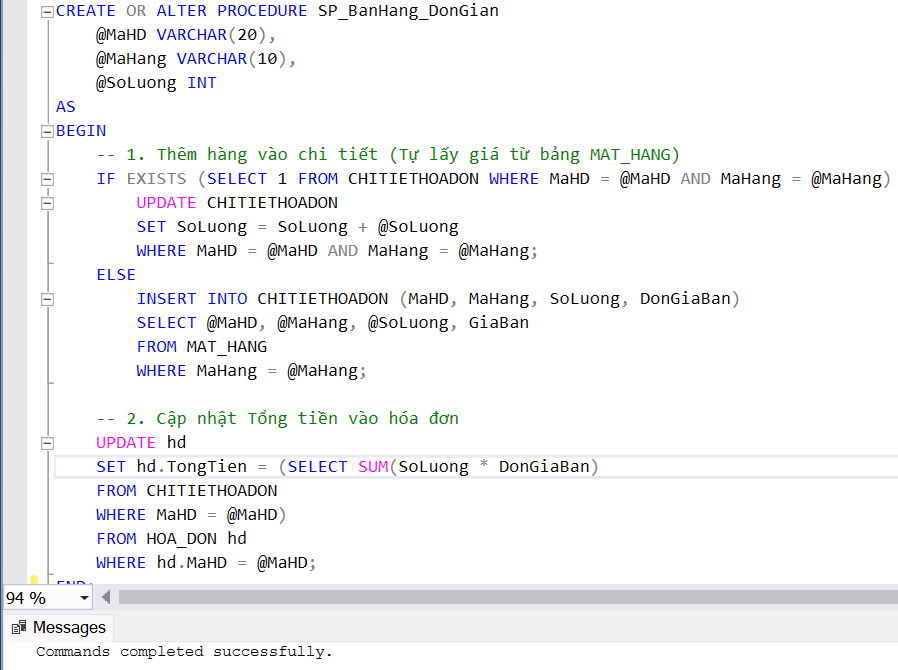 CREATE OR ALTER PROCEDURE SP_BanHang_DonGian
@MaHD VARCHAR(20),
@MaHang VARCHAR(10),
@SoLuong INT
AS
BEGIN
-- 1. Thêm hàng vào chi tiết (Tự lấy giá từ bảng MAT_HANG)
IF EXISTS (SELECT 1 FROM CHITIETHOADON WHERE MaHD = @MaHD AND MaHang = @MaHang)
UPDATE CHITIETHOADON
SET SoLuong = SoLuong + @SoLuong
WHERE MaHD = @MaHD AND MaHang = @MaHang;
ELSE
INSERT INTO CHITIETHOADON (MaHD, MaHang, SoLuong, DonGiaBan)
SELECT @MaHD, @MaHang, @SoLuong, GiaBan
FROM MAT_HANG
WHERE MaHang = @MaHang;
-- 2. Cập nhật Tổng tiền vào hóa đơn
UPDATE hd
SET hd.TongTien = (SELECT SUM(SoLuong * DonGiaBan)
FROM CHITIETHOADON
WHERE MaHD = @MaHD)
FROM HOA_DON hd
WHERE hd.MaHD = @MaHD;
END;
94 %
Messages
Commands completed successfully.